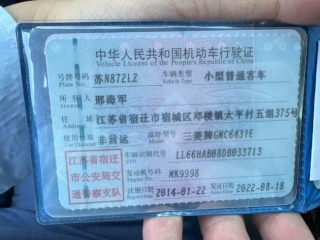 中华人民共和国机动车行驶证
Vehicle License of the People's Republic of China
号牌号码 苏N872LZ 车辆类型 小型普通客车
Plate No. Vehicle Type
所有人 邢海军
Owner
住址 江苏省宿迁市宿城区郑楼镇太平村五组375号
Address
使用性质 非营运 品牌型号 三菱牌GMC6431E
Use Character Model
江苏省宿迁
市公安局交
通警察支队
车辆识别代号 LL66HAB08DB033713
VIN
发动机号码 MK9998
Engine No.
注册日期 2014-01-22 发证日期 2022-08-18
Register Date Issue Date